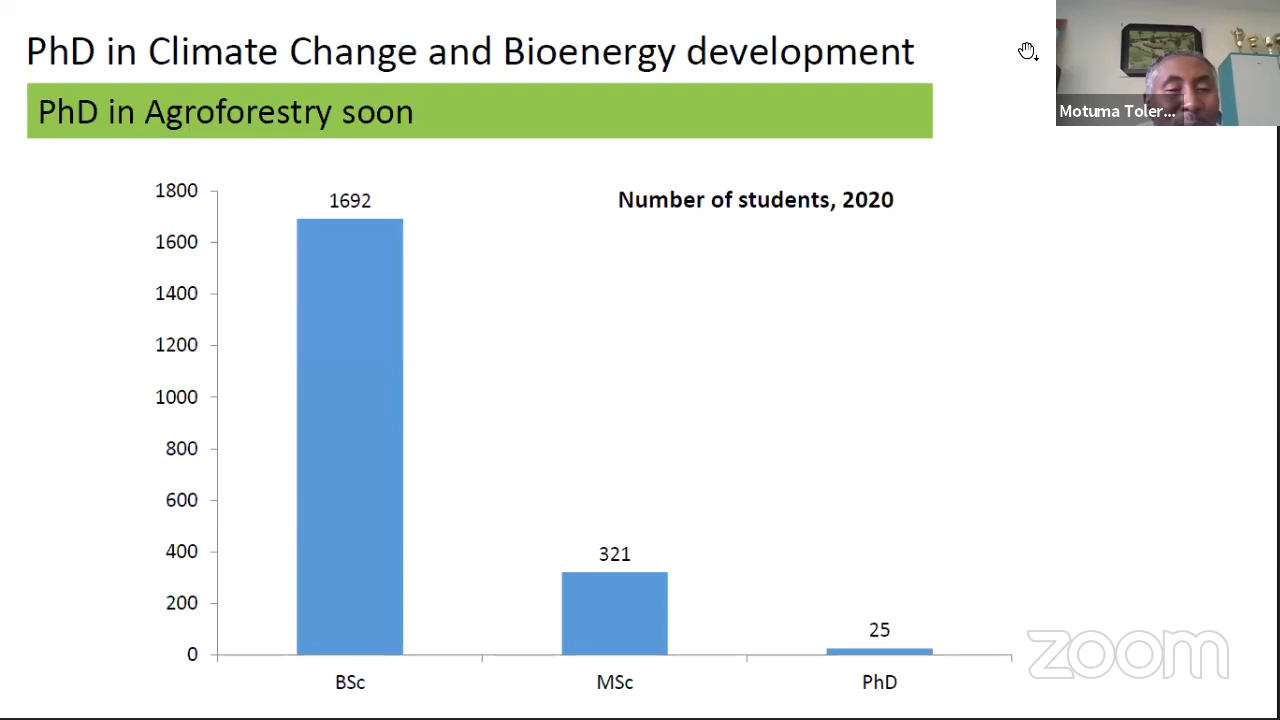 PhD in Climate Change and Bioenergy development
PhD in Agroforestry soon
Motuma Toler...
Number of students, 2020
1800
1600
1400
1200
1000
800
600
400
200
0
1692
321
25
BSc
MSc
PhD
zoom